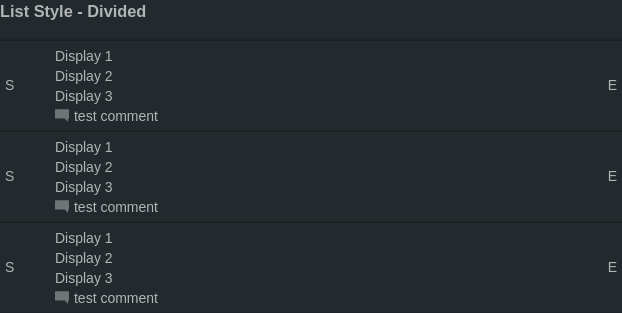 List Style - Divided
Display 1
Display 2
S
E
Display 3
test comment
Display 1
Display 2
S
E
Display 3
test comment
Display 1
Display 2
S
E
Display 3
test comment